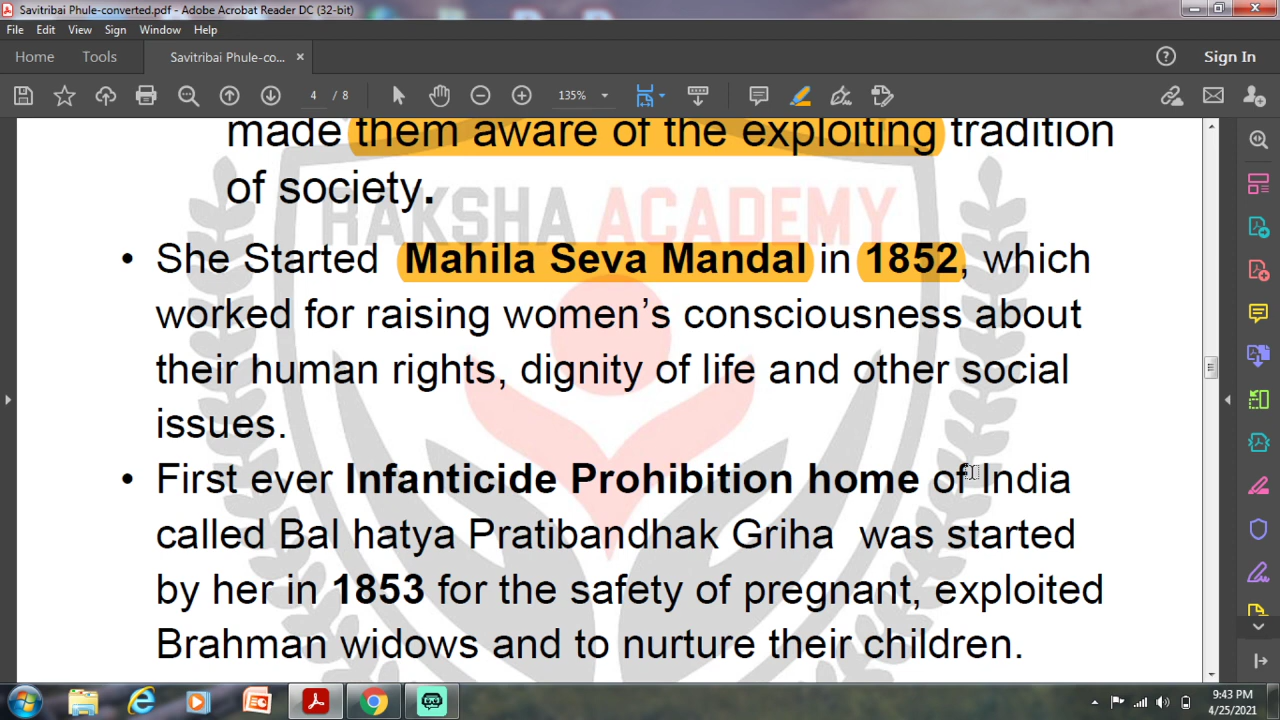 Savitribai Phule-converted.pdf - Adobe Acrobat Reader DC (32-bit)
File Edit View Sign Window Help
Home Tools Savitribai Phule-co... × Sign In
4 / 8 135%
made them aware of the exploiting tradition
of society.
RAKSHA ACADEMY
• She Started Mahila Seva Mandal in 1852, which
worked for raising women’s consciousness about
their human rights, dignity of life and other social
issues.
• First ever Infanticide Prohibition home of India
called Bal hatya Pratibandhak Griha was started
by her in 1853 for the safety of pregnant, exploited
Brahman widows and to nurture their children.
9:43 PM
4/25/2021